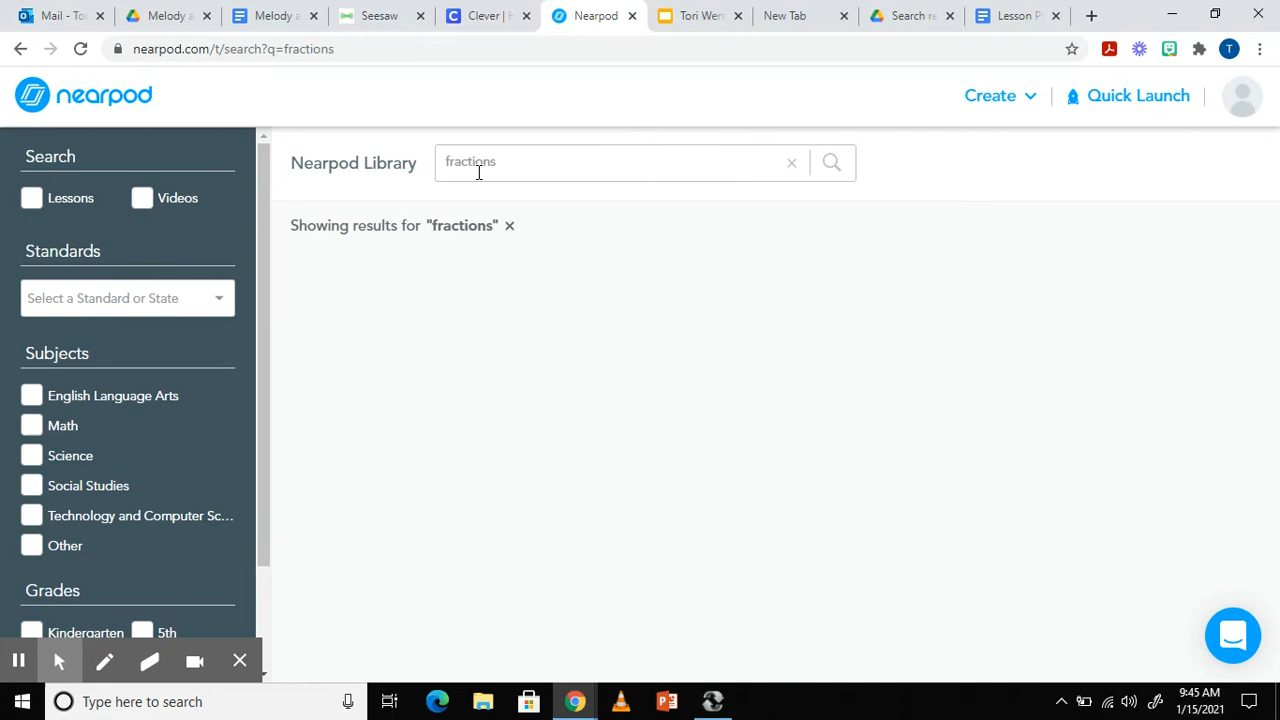 Mail - To
Melody a
Melody a
Seesaw
Clever | H
Nearpod
Tori We
New Tab
Search re
Lesson P
nearpod.com/t/search?q=fractions
T
nearpod
Create
Quick Launch
Search
Lessons
Videos
Standards
Select a Standard or State
Subjects
English Language Arts
Math
Science
Social Studies
Technology and Computer Sc...
Other
Grades
Kindergarten
5th
Nearpod Library
fractions
Showing results for "fractions" ×
Type here to search
9:45 AM
1/15/2021